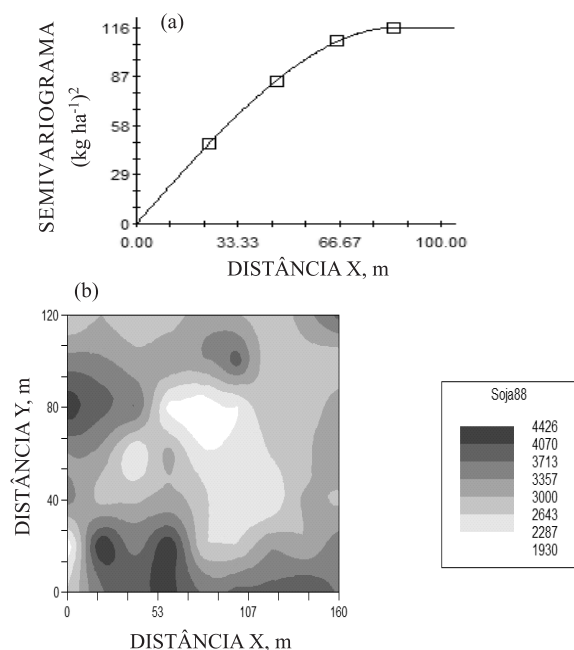 (a)
SEMIVARIOGRAMA
(kg ha⁻¹)²
116
87
58
29
0
0.00 33.33 66.67 100.00
DISTÂNCIA X, m
(b)
DISTÂNCIA Y, m
120
80
40
0
0 53 107 160
DISTÂNCIA X, m
Soja88
4426
4070
3713
3357
3000
2643
2287
1930